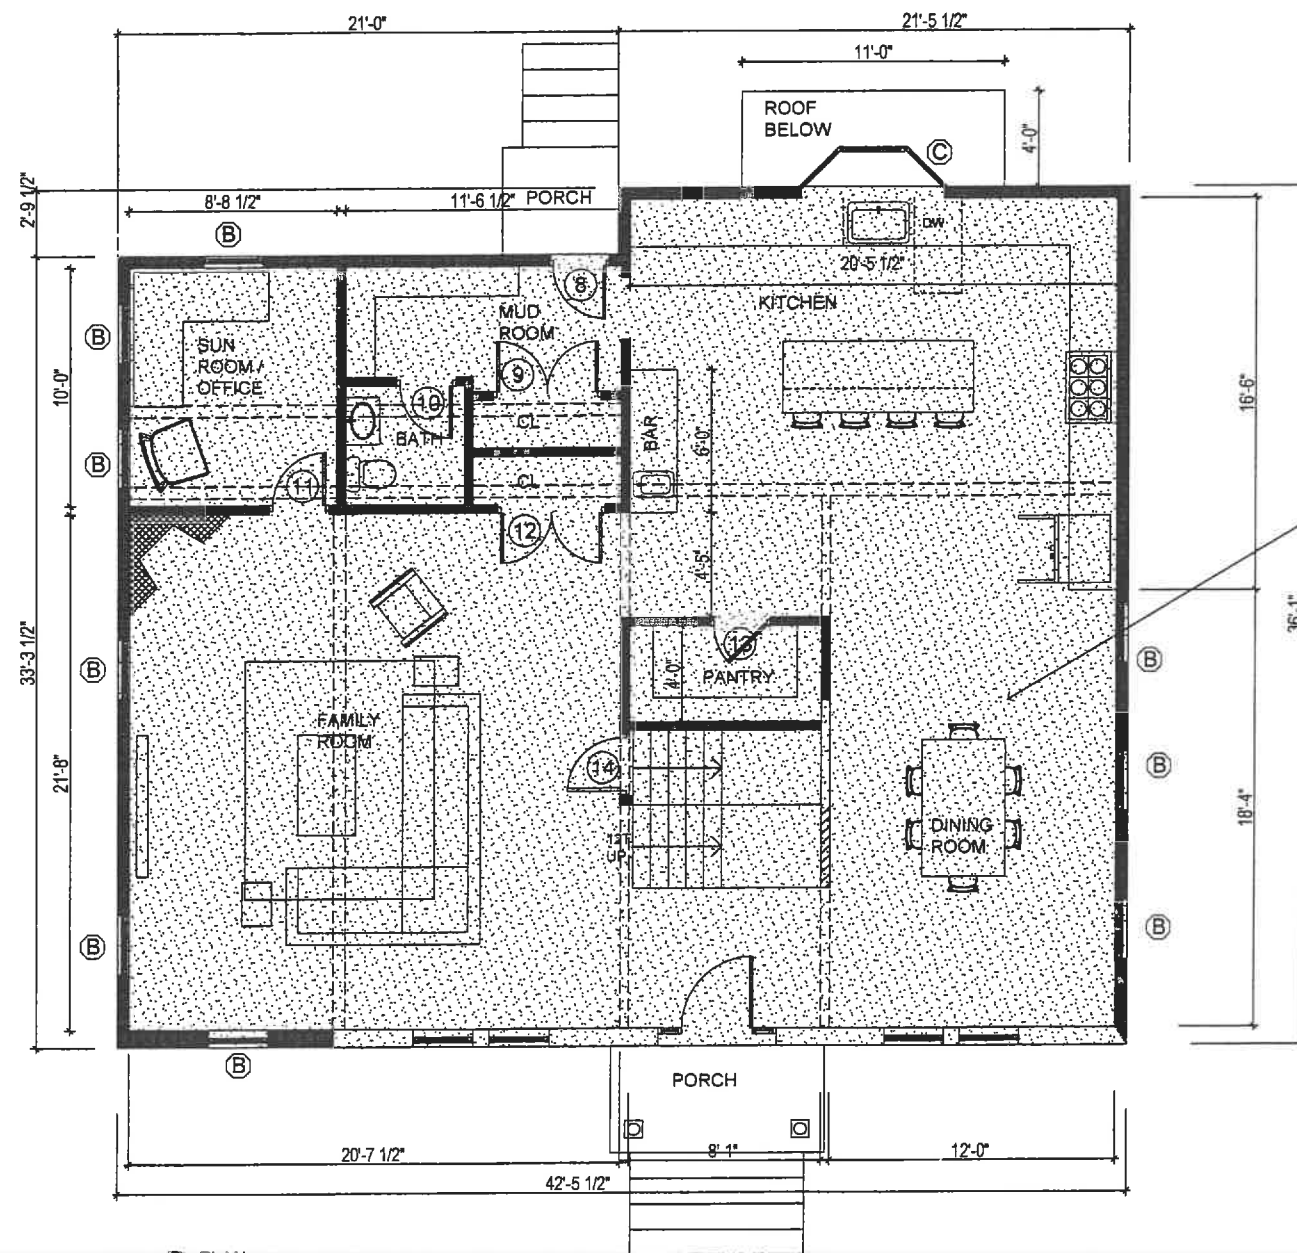 21'-0"
21'-5 1/2"
11'-0"
ROOF
BELOW
4'-0"
C
2'-9 1/2"
8'-8 1/2"
11'-6 1/2"
PORCH
B
DW
20'-5 1/2"
KITCHEN
8
MUD
ROOM
B
SUN
ROOM /
OFFICE
9
10
10'-0"
16'-6"
CL
BATH
BAR
6'-0"
B
11
CL
12
4'-5"
36'-1"
33'-3 1/2"
13
PANTRY
4'-0"
B
B
FAMILY
ROOM
14
B
21'-8"
18'-4"
DINING
ROOM
UP
B
B
B
PORCH
20'-7 1/2"
8' 1"
12'-0"
42'-5 1/2"